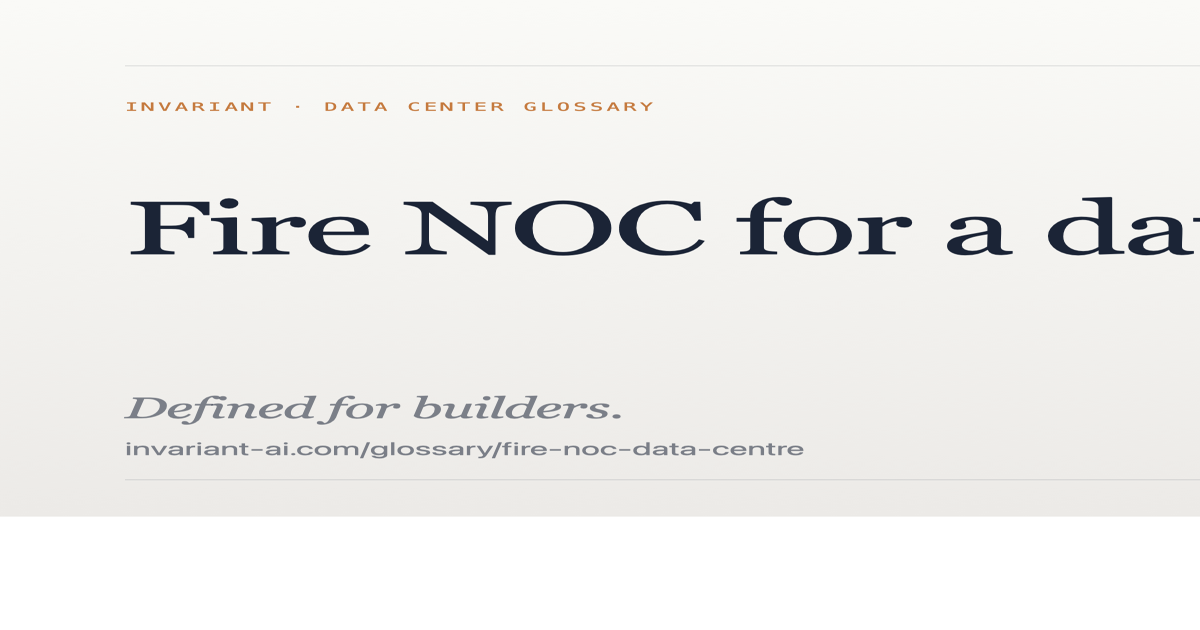 INVARIANT · DATA CENTER GLOSSARY
Fire NOC for a
Defined for builders.
invariant-ai.com/glossary/fire-noc-data-centre